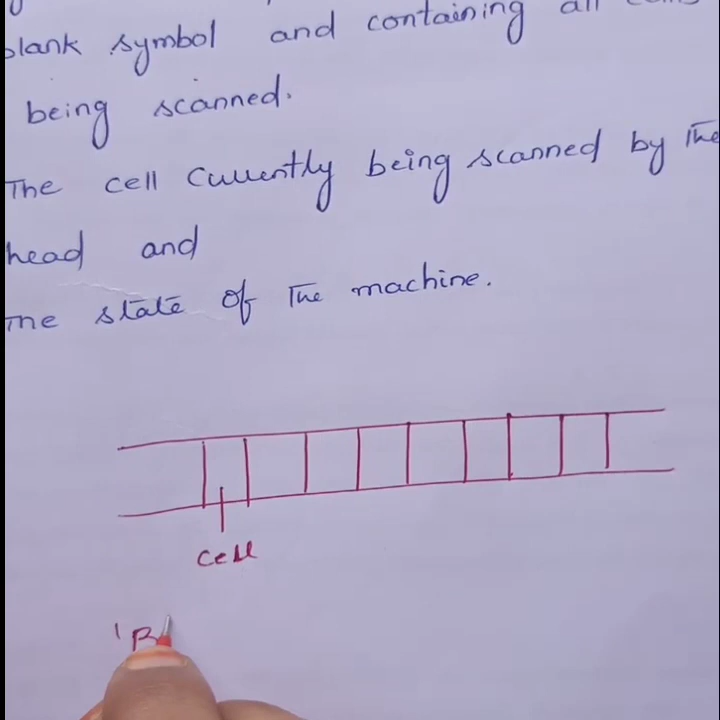 blank symbol and containing all
being scanned.
The cell currently being scanned by the
head and
The state of the machine.
cell
'B